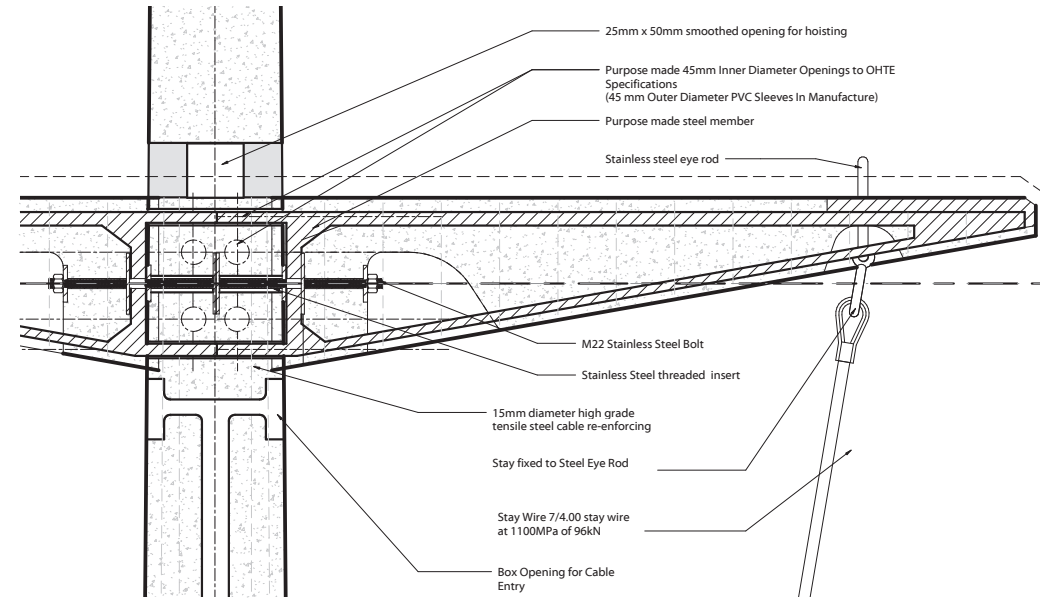 25mm x 50mm smoothed opening for hoisting
Purpose made 45mm Inner Diameter Openings to OHTE
Specifications
(45 mm Outer Diameter PVC Sleeves In Manufacture)
Purpose made steel member
Stainless steel eye rod
M22 Stainless Steel Bolt
Stainless Steel threaded insert
15mm diameter high grade
tensile steel cable re-enforcing
Stay fixed to Steel Eye Rod
Stay Wire 7/4.00 stay wire
at 1100MPa of 96kN
Box Opening for Cable
Entry